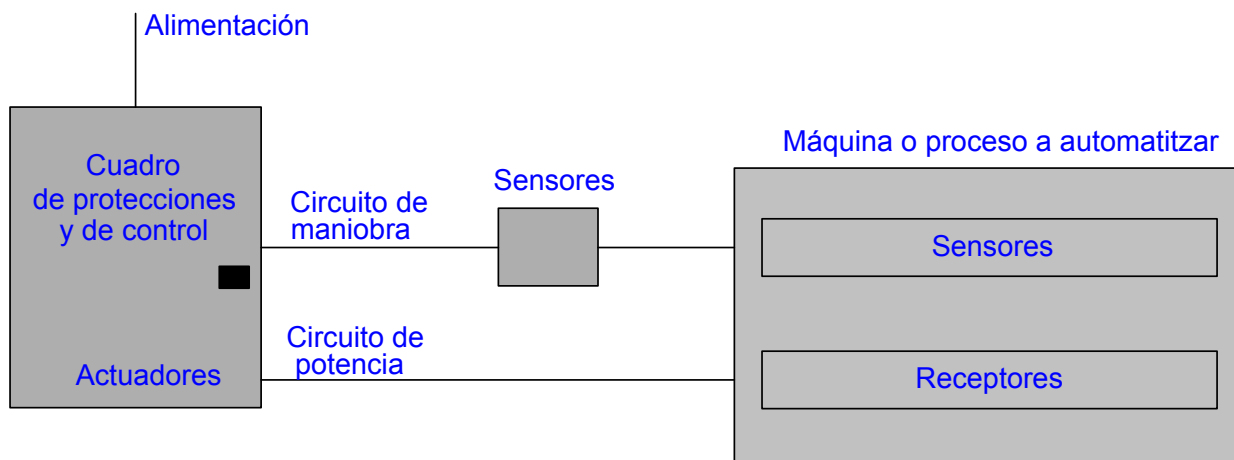 Alimentación
Cuadro
de protecciones
y de control
Actuadores
Circuito de
maniobra
Sensores
Circuito de
potencia
Máquina o proceso a automatitzar
Sensores
Receptores